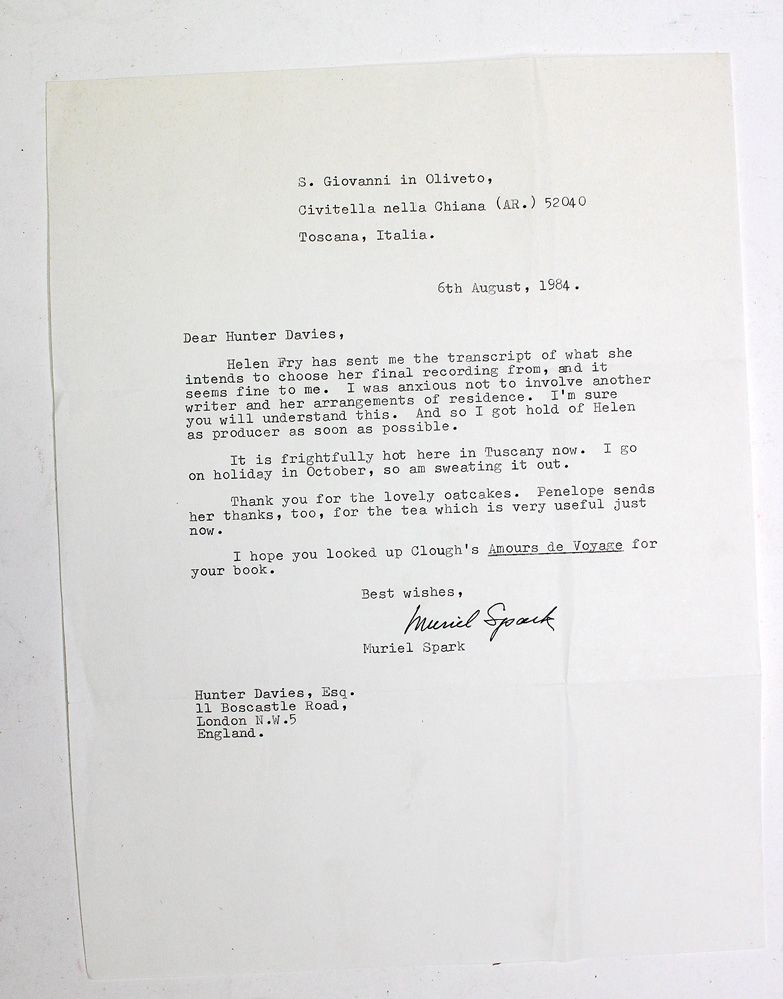 S. Giovanni in Oliveto,
Civitella nella Chiana (AR.) 52040
Toscana, Italia.
6th August, 1984.
Dear Hunter Davies,
Helen Fry has sent me the transcript of what she
intends to choose her final recording from, and it
seems fine to me. I was anxious not to involve another
writer and her arrangements of residence. I'm sure
you will understand this. And so I got hold of Helen
as producer as soon as possible.
It is frightfully hot here in Tuscany now. I go
on holiday in October, so am sweating it out.
Thank you for the lovely oatcakes. Penelope sends
her thanks, too, for the tea which is very useful just
now.
I hope you looked up Clough's Amours de Voyage for
your book.
Best wishes,
Muriel Spark
Muriel Spark
Hunter Davies, Esq.
11 Boscastle Road,
London N.W.5
England.